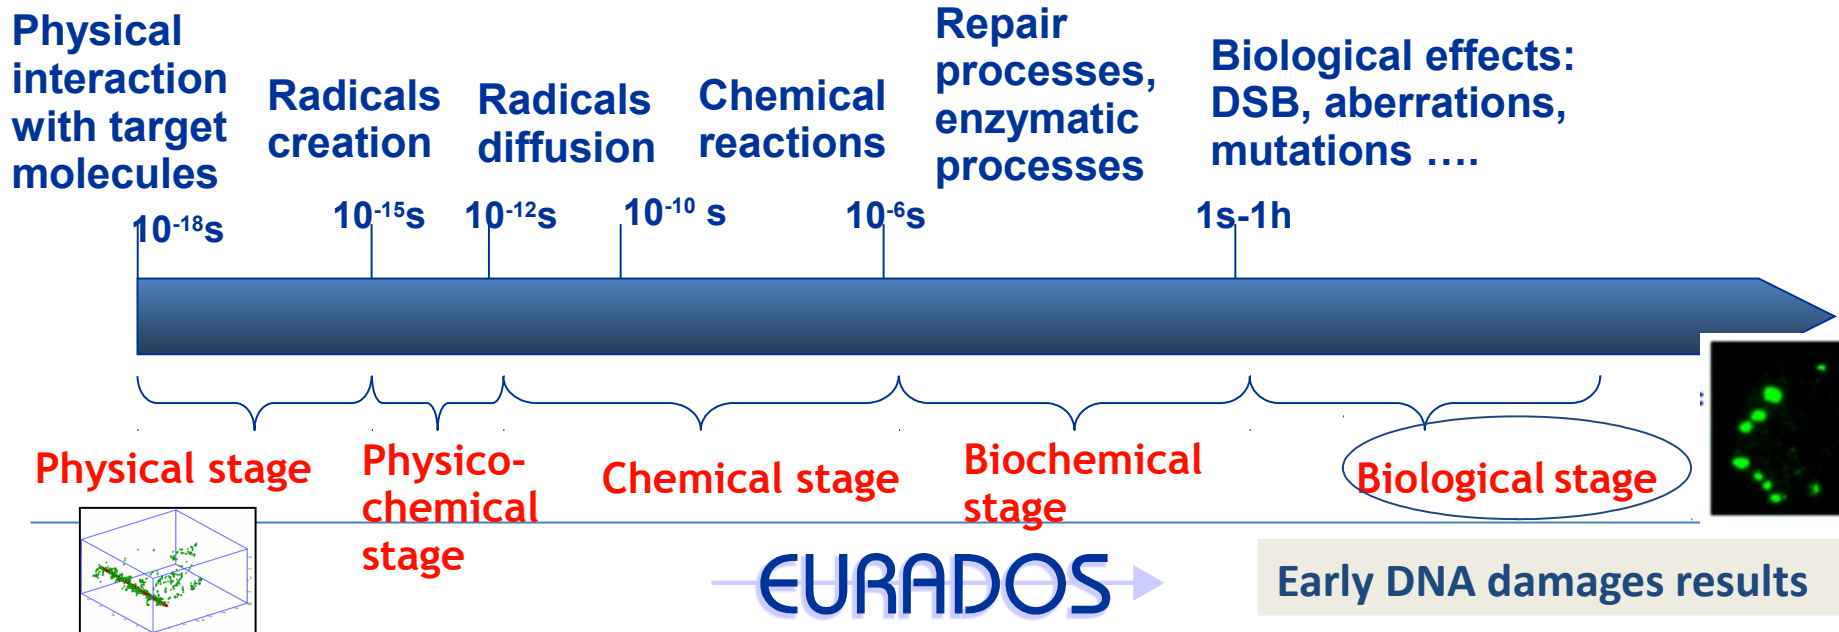 Physical
interaction
with target
molecules
Radicals
creation
Radicals
diffusion
Chemical
reactions
Repair
processes,
enzymatic
processes
Biological effects:
DSB, aberrations,
mutations ….
10⁻¹⁸s
10⁻¹⁵s
10⁻¹²s
10⁻¹⁰ s
10⁻⁶s
1s-1h
Physical stage
Physico-
chemical
stage
Chemical stage
Biochemical
stage
Biological stage
EURADOS
Early DNA damages results